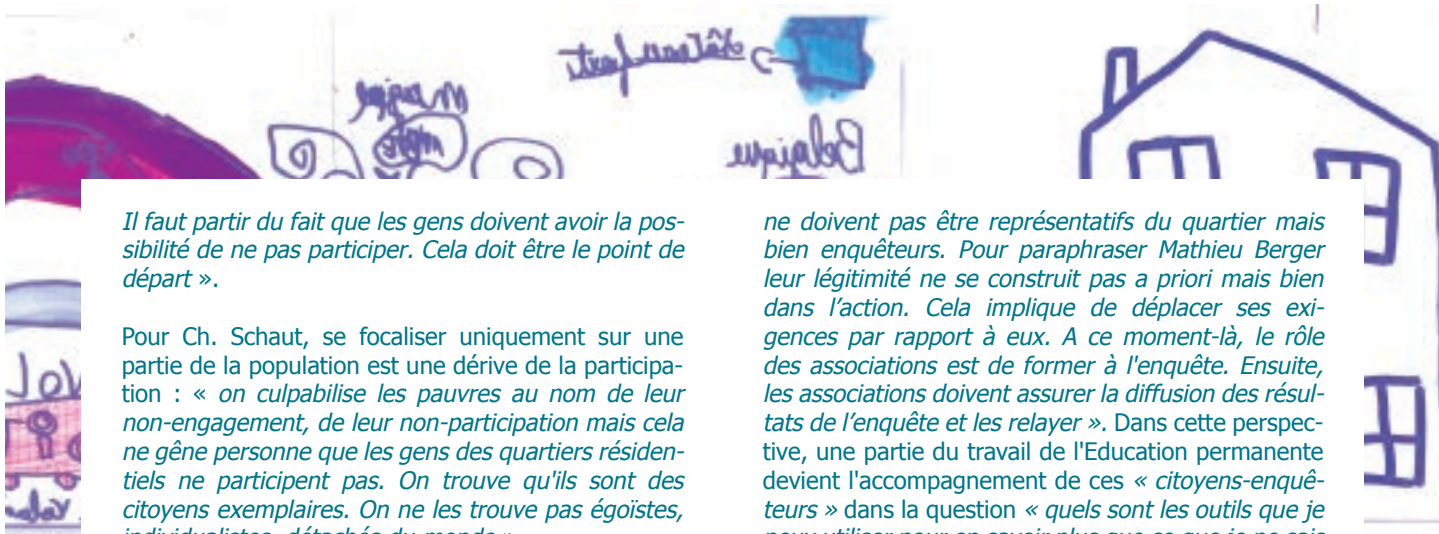 Il faut partir du fait que les gens doivent avoir la pos-
sibilité de ne pas participer. Cela doit être le point de
départ ».
Pour Ch. Schaut, se focaliser uniquement sur une
partie de la population est une dérive de la participa-
tion : « on culpabilise les pauvres au nom de leur
non-engagement, de leur non-participation mais cela
ne gêne personne que les gens des quartiers résiden-
tiels ne participent pas. On trouve qu'ils sont des
citoyens exemplaires. On ne les trouve pas égoïstes,
ne doivent pas être représentatifs du quartier mais
bien enquêteurs. Pour paraphraser Mathieu Berger
leur légitimité ne se construit pas a priori mais bien
dans l’action. Cela implique de déplacer ses exi-
gences par rapport à eux. A ce moment-là, le rôle
des associations est de former à l'enquête. Ensuite,
les associations doivent assurer la diffusion des résul-
tats de l’enquête et les relayer ». Dans cette perspec-
tive, une partie du travail de l'Education permanente
devient l'accompagnement de ces « citoyens-enquê-
teurs » dans la question « quels sont les outils que je
Belgique